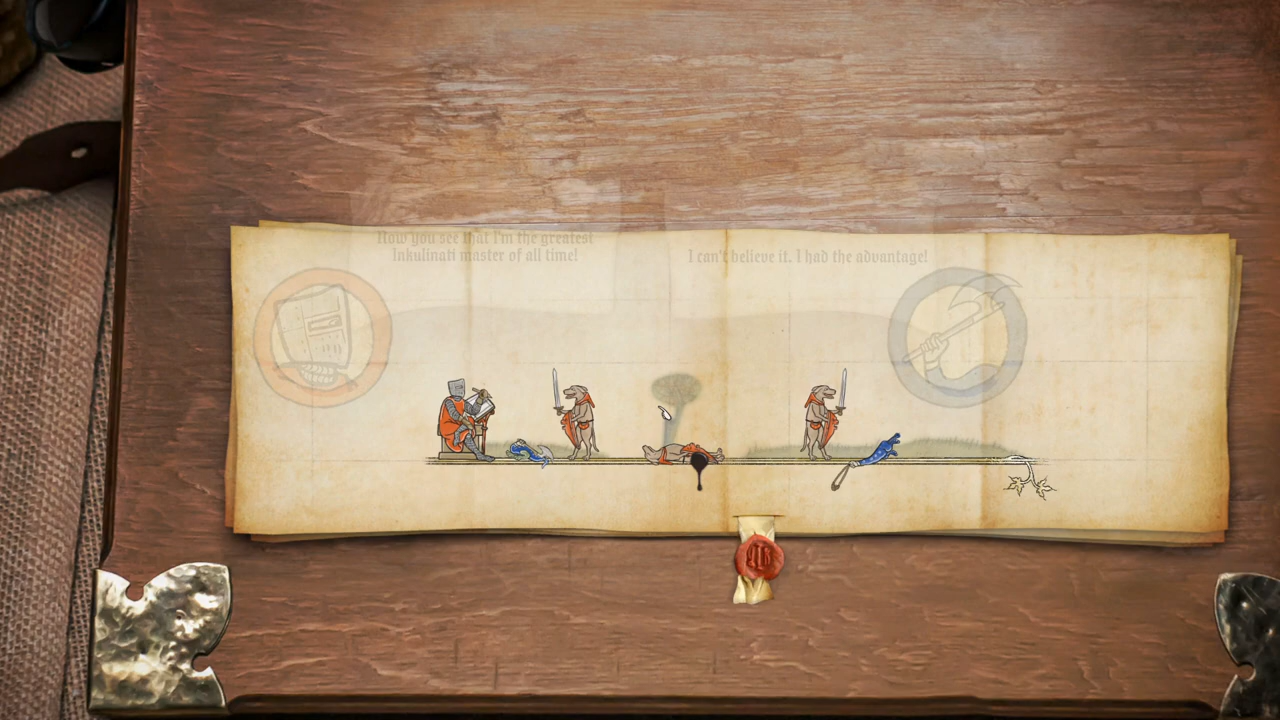 Now you see that I'm the greatest
Inkulinati master of all time!
I can't believe it. I had the advantage!